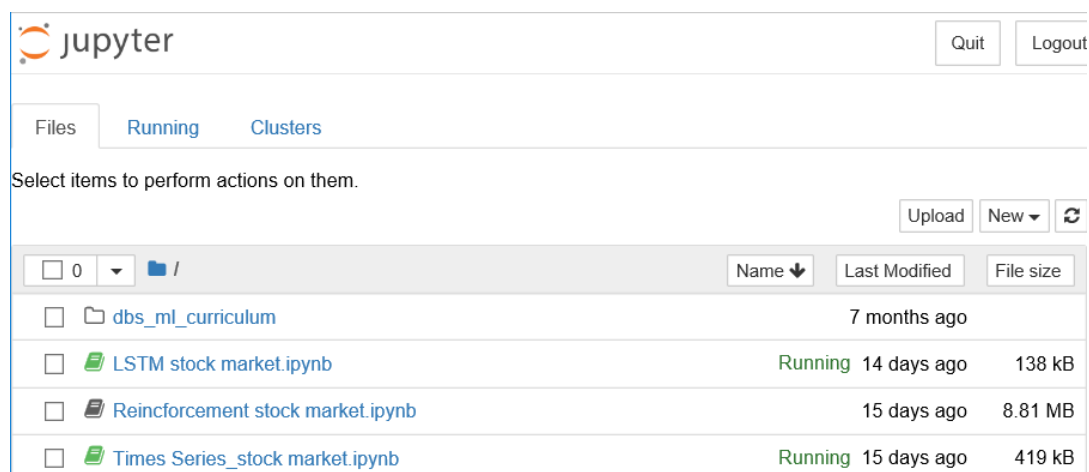 jupyter
Quit Logout
Files Running Clusters
Select items to perform actions on them.
Upload New
0 / Name Last Modified File size
dbs_ml_curriculum 7 months ago
LSTM stock market.ipynb Running 14 days ago 138 kB
Reincforcement stock market.ipynb 15 days ago 8.81 MB
Times Series_stock market.ipynb Running 15 days ago 419 kB